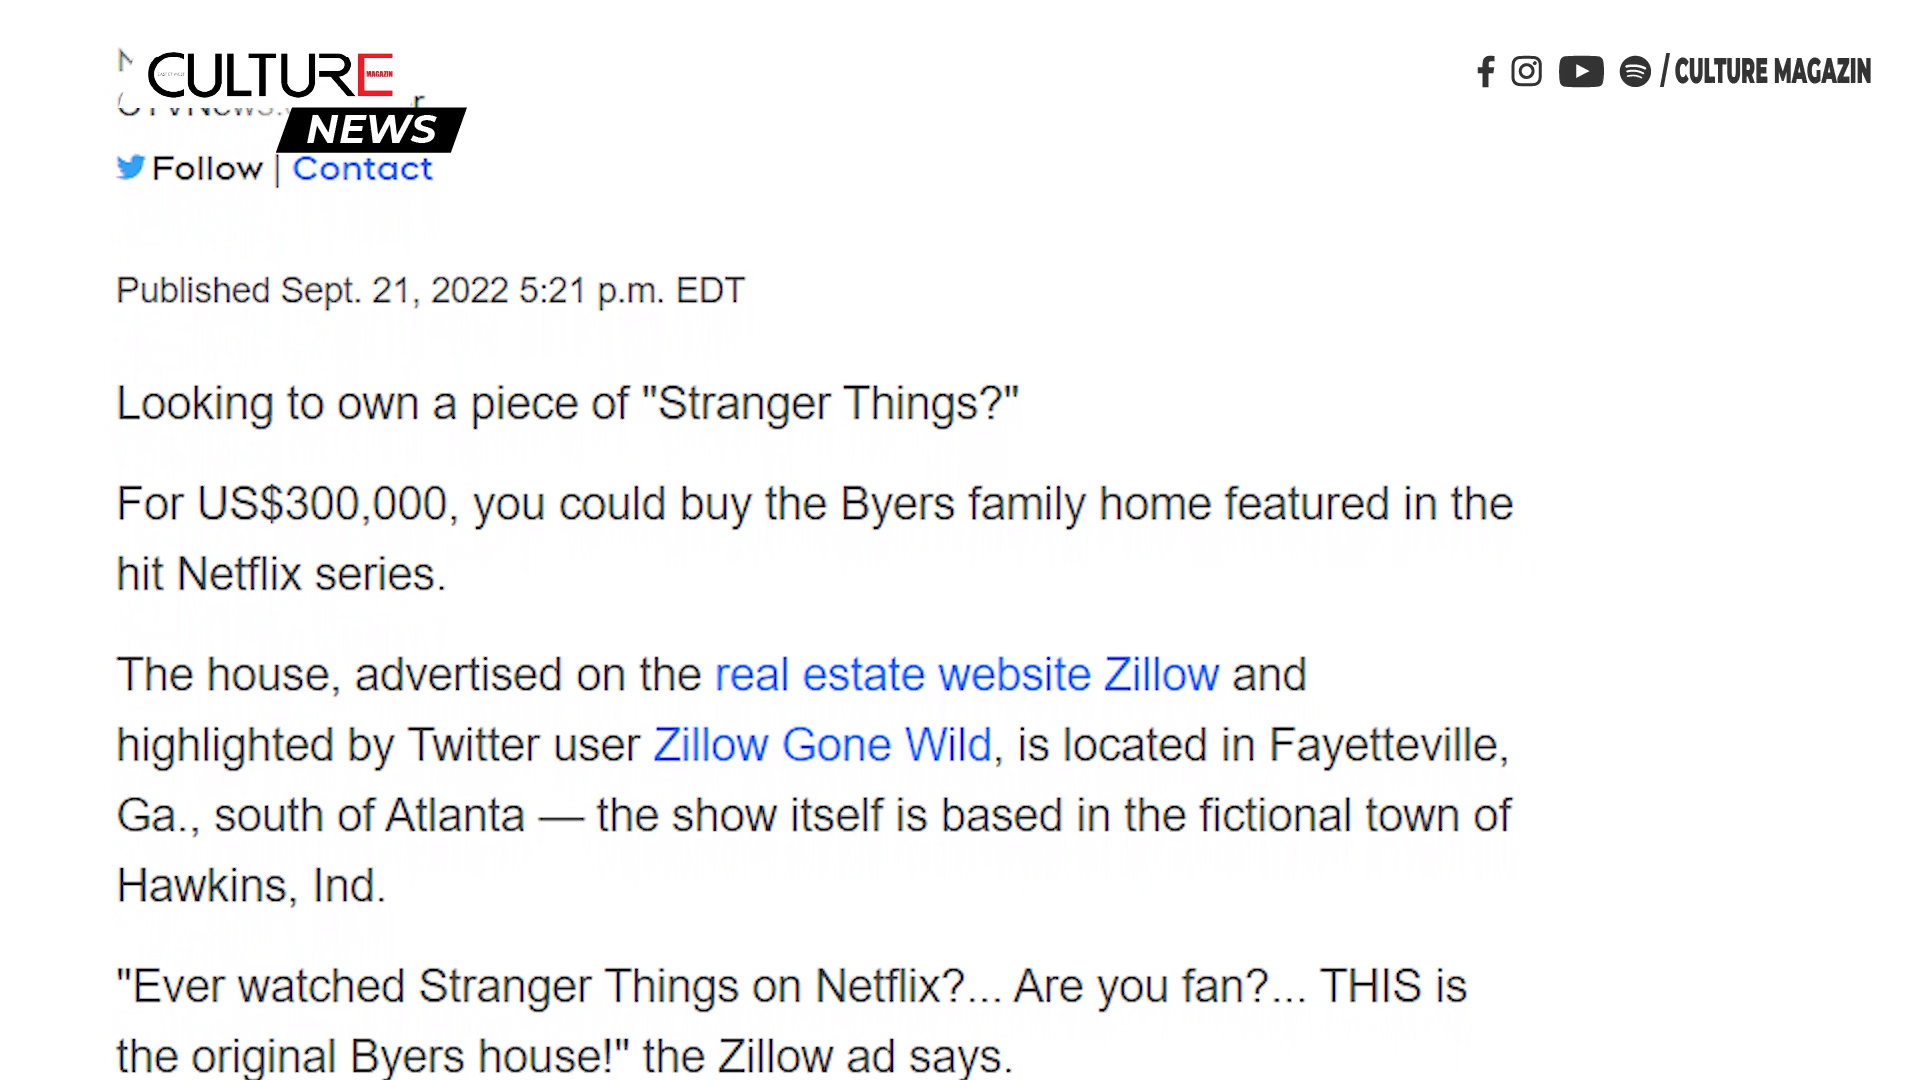 CULTURE
MAGAZIN
NEWS
/ CULTURE MAGAZIN
Follow | Contact
Published Sept. 21, 2022 5:21 p.m. EDT
Looking to own a piece of "Stranger Things?"
For US$300,000, you could buy the Byers family home featured in the
hit Netflix series.
The house, advertised on the real estate website Zillow and
highlighted by Twitter user Zillow Gone Wild, is located in Fayetteville,
Ga., south of Atlanta — the show itself is based in the fictional town of
Hawkins, Ind.
"Ever watched Stranger Things on Netflix?... Are you fan?... THIS is
the original Byers house!" the Zillow ad says.